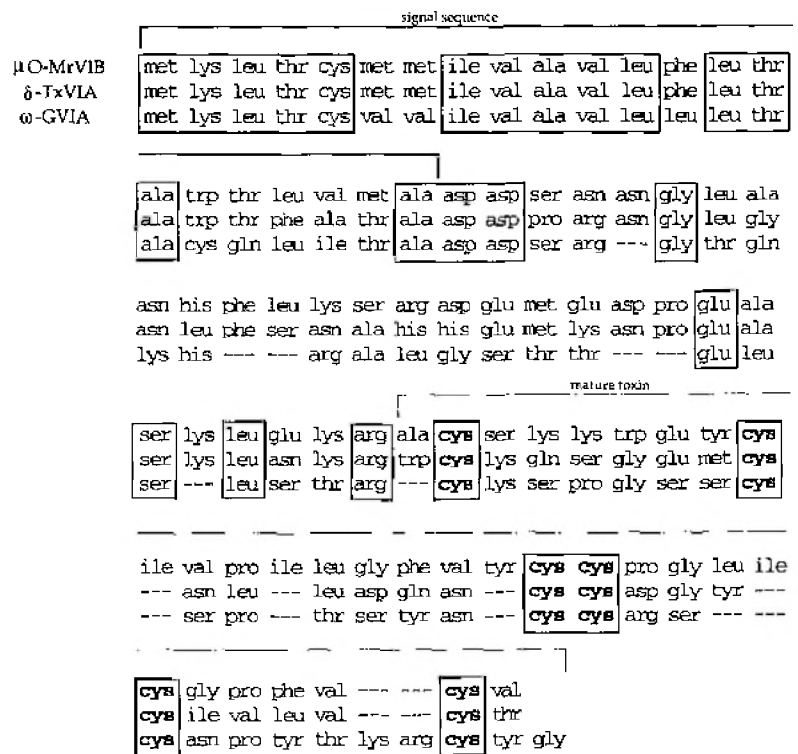 signal sequence
μO-MrVIB met lys leu thr cys met met ile val ala val leu phe leu thr
δ-TxVIA met lys leu thr cys met met ile val ala val leu phe leu thr
ω-GVIA met lys leu thr cys val val ile val ala val leu leu leu thr
ala trp thr leu val met ala asp asp ser asn asn gly leu ala
ala trp thr phe ala thr ala asp asp pro arg asn gly leu gly
ala cys gln leu ile thr ala asp asp ser arg --- gly thr gln
asn his phe leu lys ser arg asp glu met glu asp pro glu ala
asn leu phe ser asn ala his his glu met lys asn pro glu ala
lys his --- --- arg ala leu gly ser thr thr --- --- glu leu
mature toxin
ser lys leu glu lys arg ala cys ser lys lys trp glu tyr cys
ser lys leu asn lys arg trp cys lys gln ser gly glu met cys
ser --- leu ser thr arg --- cys lys ser pro gly ser ser cys
ile val pro ile leu gly phe val tyr cys cys pro gly leu ile
--- asn leu --- leu asp gln asn --- cys cys asp gly tyr ---
--- ser pro --- thr ser tyr asn --- cys cys arg ser --- ---
cys gly pro phe val --- --- cys val
cys ile val leu val --- --- cys thr
cys asn pro tyr thr lys arg cys tyr gly